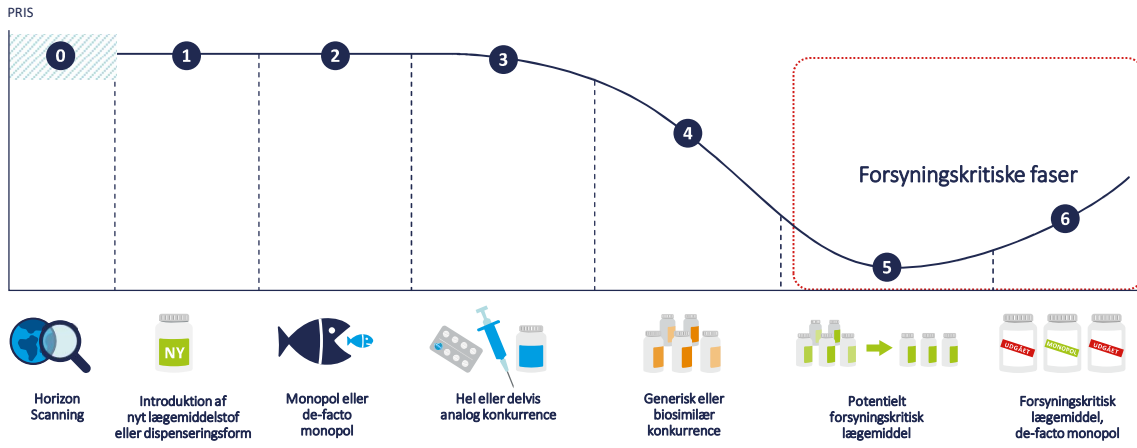 PRIS
0
1
2
3
4
5
6
Forsyningskritiske faser
NY
UDGÅET
MONOPOL
UDGÅET
Horizon
Scanning
Introduktion af
nyt lægemiddelstof
eller dispenseringsform
Monopol eller
de-facto
monopol
Hel eller delvis
analog konkurrence
Generisk eller
biosimilær
konkurrence
Potentielt
forsyningskritisk
lægemiddel
Forsyningskritisk
lægemiddel,
de-facto monopol